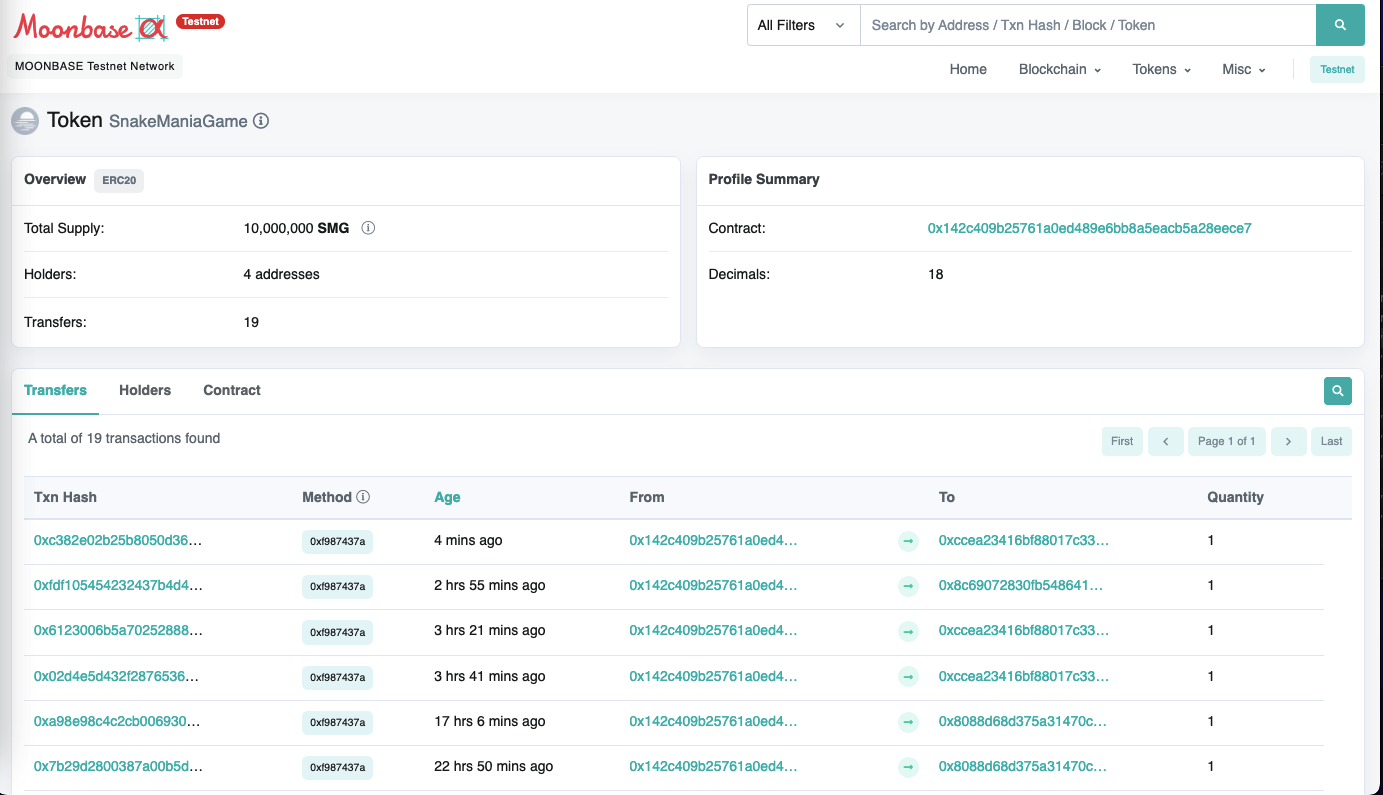 Moonbase α Testnet
All Filters Search by Address / Txn Hash / Block / Token
MOONBASE Testnet Network
Home Blockchain Tokens Misc Testnet
Token SnakeManiaGame
Overview ERC20
Total Supply: 10,000,000 SMG
Holders: 4 addresses
Transfers: 19
Profile Summary
Contract: 0x142c409b25761a0ed489e6bb8a5eacb5a28eece7
Decimals: 18
Transfers Holders Contract
A total of 19 transactions found
First Page 1 of 1 Last
Txn Hash Method Age From To Quantity
0xc382e02b25b8050d36... 0xf987437a 4 mins ago 0x142c409b25761a0ed4... 0xccea23416bf88017c33... 1
0xfdf105454232437b4d4... 0xf987437a 2 hrs 55 mins ago 0x142c409b25761a0ed4... 0x8c69072830fb548641... 1
0x6123006b5a70252888... 0xf987437a 3 hrs 21 mins ago 0x142c409b25761a0ed4... 0xccea23416bf88017c33... 1
0x02d4e5d432f2876536... 0xf987437a 3 hrs 41 mins ago 0x142c409b25761a0ed4... 0xccea23416bf88017c33... 1
0xa98e98c4c2cb006930... 0xf987437a 17 hrs 6 mins ago 0x142c409b25761a0ed4... 0x8088d68d375a31470c... 1
0x7b29d2800387a00b5d... 0xf987437a 22 hrs 50 mins ago 0x142c409b25761a0ed4... 0x8088d68d375a31470c... 1